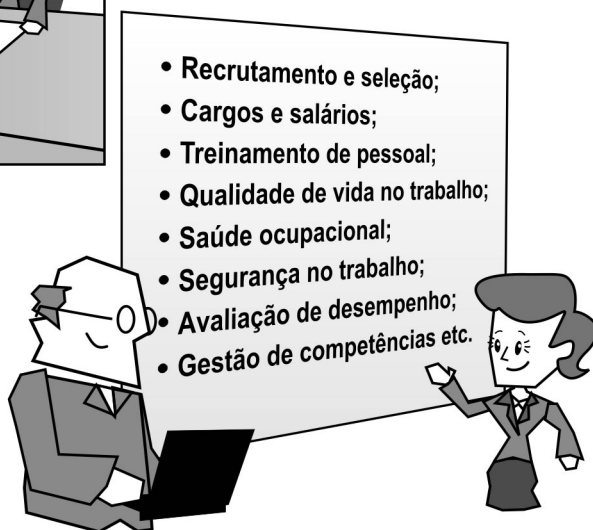 • Recrutamento e seleção;
• Cargos e salários;
• Treinamento de pessoal;
• Qualidade de vida no trabalho;
• Saúde ocupacional;
• Segurança no trabalho;
• Avaliação de desempenho;
• Gestão de competências etc.